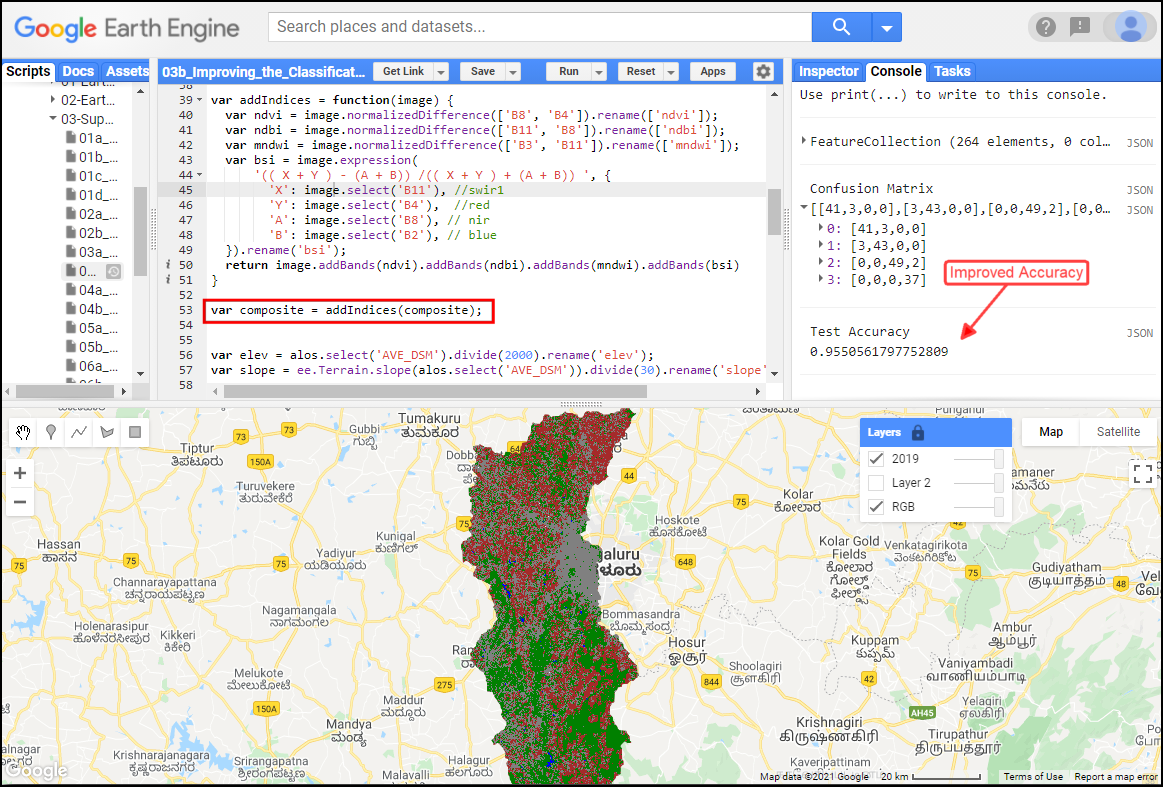 Google Earth Engine
Search places and datasets...
Scripts Docs Assets
03b_Improving_the_Classificat...
Get Link
Save
Run
Reset
Apps
Inspector Console Tasks
02-Eart...
03-Sup...
01a_...
01b_...
01c_...
01d_...
02a_...
02b_...
03a_...
0...
04a_...
04b_...
05a_...
05b_...
06a_...
38
39 var addIndices = function(image) {
40 var ndvi = image.normalizedDifference(['B8', 'B4']).rename(['ndvi']);
41 var ndbi = image.normalizedDifference(['B11', 'B8']).rename(['ndbi']);
42 var mndwi = image.normalizedDifference(['B3', 'B11']).rename(['mndwi']);
43 var bsi = image.expression(
44 '(( X + Y ) - (A + B)) /(( X + Y ) + (A + B)) ', {
45 'X': image.select('B11'), //swir1
46 'Y': image.select('B4'), //red
47 'A': image.select('B8'), // nir
48 'B': image.select('B2'), // blue
49 }).rename('bsi');
i 50 return image.addBands(ndvi).addBands(ndbi).addBands(mndwi).addBands(bsi)
i 51 }
52
53 var composite = addIndices(composite);
54
55
56 var elev = alos.select('AVE_DSM').divide(2000).rename('elev');
57 var slope = ee.Terrain.slope(alos.select('AVE_DSM')).divide(30).rename('slope'
58
Use print(...) to write to this console.
FeatureCollection (264 elements, 0 col... JSON
Confusion Matrix JSON
[[41,3,0,0],[3,43,0,0],[0,0,49,2],[0,0... JSON
0: [41,3,0,0]
1: [3,43,0,0]
2: [0,0,49,2]
3: [0,0,0,37]
Improved Accuracy
Test Accuracy JSON
0.9550561797752809
Layers
2019
Layer 2
RGB
Map Satellite
Tumakuru
ತುಮಕೂರು
Gubbi
ಗುಬ್ಬಿ
Tiptur
ತಿಪಟೂರು
73
73
150A
Turuvekere
ತುರುವೇಕೆರೆ
44
75
Kolar
ಕೋಲಾರ
Hoskote
ಹೊಸಕೋಟೆ
Kunigal
ಕುಣಿಗಲ್
75
Hassan
ಹಾಸನ
75
75
75
Yadiyur
ಯಡಿಯೂರು
648
Kolar Gold
Fields
ಕೋಲಾರ
ಗೋಲ್ಡ್
ಫೀಲ್ಡ್ಸ್
Venkatagirikota
42
75
Gudiyatham
குடியாத்தம்
48
Channarayapattana
ಚನ್ನರಾಯಪಟ್ಟಣ
Nagamangala
ನಾಗಮಂಗಲ
Bommasandra
ಬೊಮ್ಮಸಂದ್ರ
Holenarasipur
ಹೊಳೆನರಸೀಪುರ
Kikkeri
ಕಿಕೇರಿ
Hosur
ஓசூர்
Kuppam
కుప్పం
Ambur
ஆம்பூர்
Shoolagiri
சூளகிரி
Vaniyambadi
வாணியம்பாடி
Melukote
ಮೇಲುಕೋಟೆ
275
844
42
Maddur
ಮದ್ದೂರು
150A
Mandya
ಮಂಡ್ಯ
AH45
Yelagiri
ஏலகிரி
Krishnagiri
கிருஷ்ணகிரி
Tirupathur
திருப்பத்தூர்
Krishnarajanagara
ಕೃಷ್ಣರಾಜನಗರ
Srirangapatna
ಶ್ರೀರಂಗಪಟ್ಟಣ
Malavalli
Halagur
ಹಲಗೂರು
Kaveripattinam
Google
Map data ©2021 Google 20 km Terms of Use Report a map error